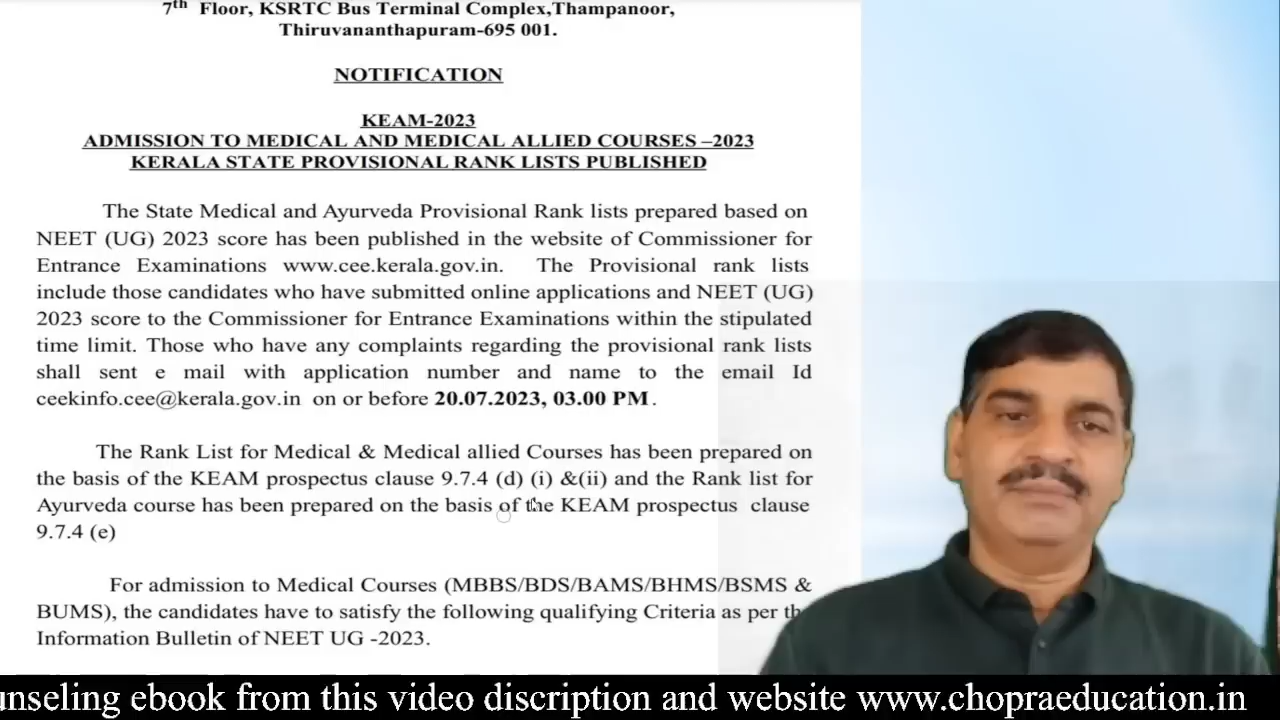 7th Floor, KSRTC Bus Terminal Complex,Thampanoor,
Thiruvananthapuram-695 001.
NOTIFICATION
KEAM-2023
ADMISSION TO MEDICAL AND MEDICAL ALLIED COURSES –2023
KERALA STATE PROVISIONAL RANK LISTS PUBLISHED
The State Medical and Ayurveda Provisional Rank lists prepared based on
NEET (UG) 2023 score has been published in the website of Commissioner for
Entrance Examinations www.cee.kerala.gov.in. The Provisional rank lists
include those candidates who have submitted online applications and NEET (UG)
2023 score to the Commissioner for Entrance Examinations within the stipulated
time limit. Those who have any complaints regarding the provisional rank lists
shall sent e mail with application number and name to the email Id
ceekinfo.cee@kerala.gov.in on or before 20.07.2023, 03.00 PM.
The Rank List for Medical & Medical allied Courses has been prepared on
the basis of the KEAM prospectus clause 9.7.4 (d) (i) &(ii) and the Rank list for
Ayurveda course has been prepared on the basis of the KEAM prospectus clause
9.7.4 (e)
For admission to Medical Courses (MBBS/BDS/BAMS/BHMS/BSMS &
BUMS), the candidates have to satisfy the following qualifying Criteria as per
Information Bulletin of NEET UG -2023.
unseling ebook from this video discription and website www.chopraeducation.in